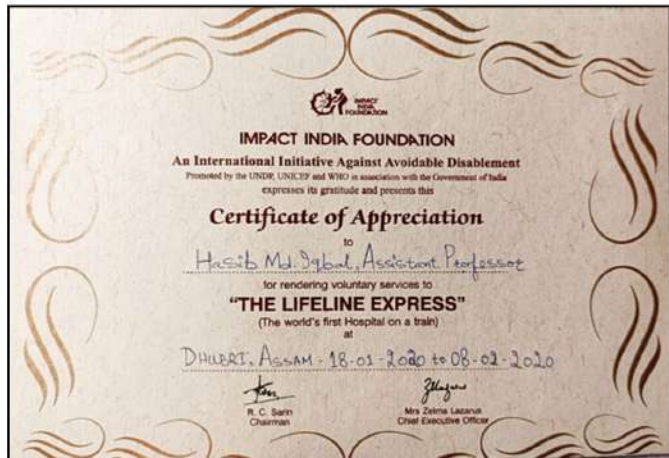 IMPACT
INDIA
FOUNDATION
IMPACT INDIA FOUNDATION
An International Initiative Against Avoidable Disablement
Promoted by the UNDP, UNICEF and WHO in association with the Government of India
expresses its gratitude and presents this
Certificate of Appreciation
to
Hasib Md. Iqbal, Assistant Professor
for rendering voluntary services to
"THE LIFELINE EXPRESS"
(The world's first Hospital on a train)
at
DHUBRI, ASSAM - 18-01-2020 to 08-02-2020
R. C. Sarin
Chairman
Mrs Zelma Lazarus
Chief Executive Officer